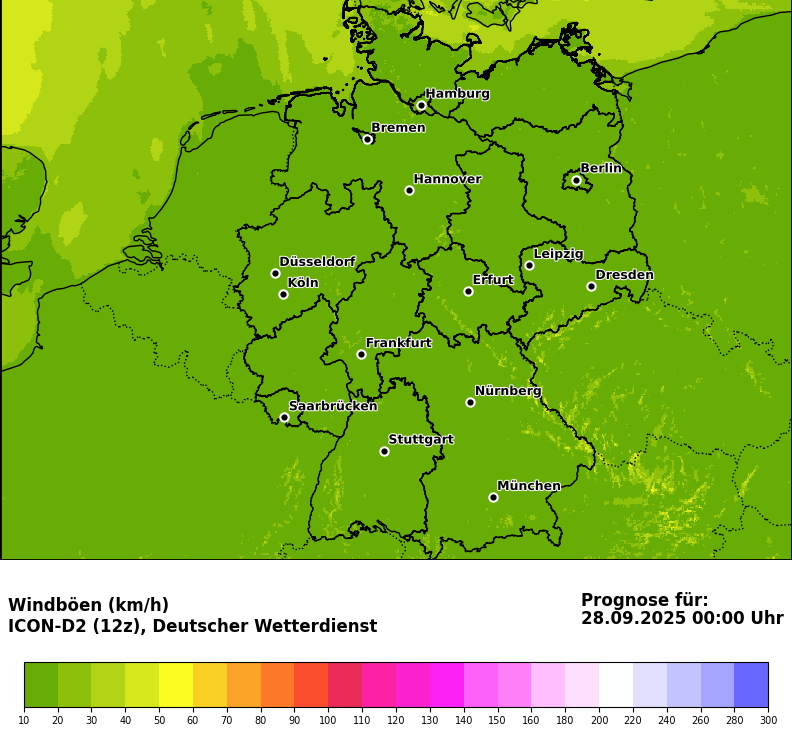 Hamburg
Bremen
Berlin
Hannover
Leipzig
Düsseldorf
Dresden
Erfurt
Köln
Frankfurt
Nürnberg
Saarbrücken
Stuttgart
München
Windböen (km/h)
ICON-D2 (12z), Deutscher Wetterdienst
Prognose für:
28.09.2025 00:00 Uhr
10 20 30 40 50 60 70 80 90 100 110 120 130 140 150 160 180 200 220 240 260 280 300